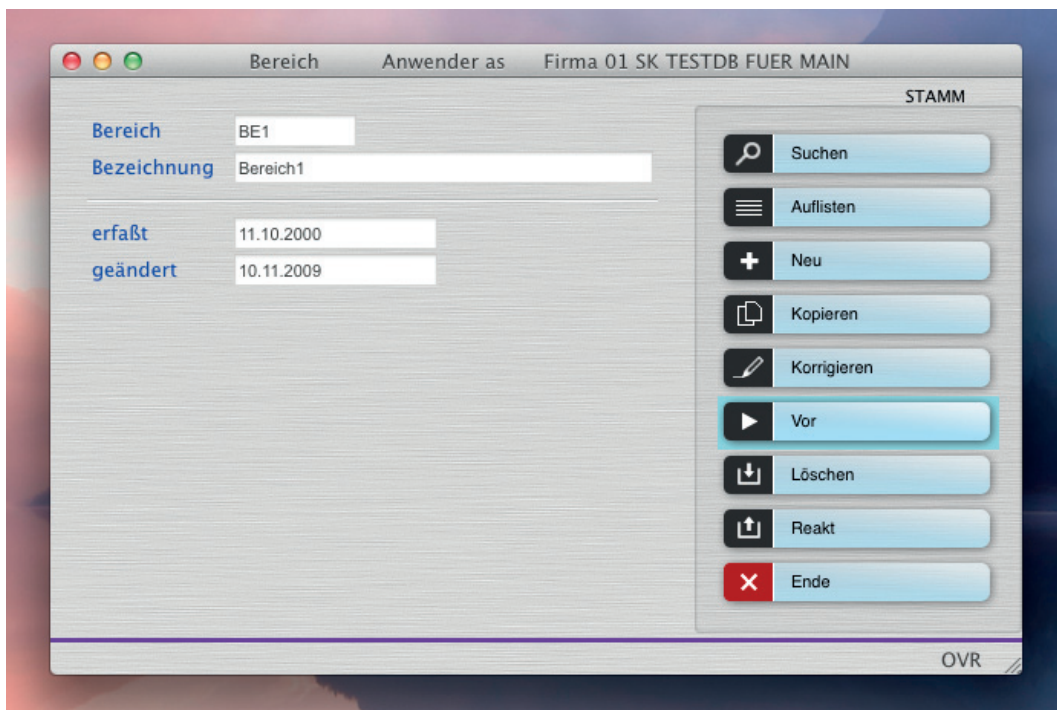 Bereich Anwender as Firma 01 SK TESTDB FUER MAIN
STAMM
Bereich BE1
Bezeichnung Bereich1
erfaßt 11.10.2000
geändert 10.11.2009
Suchen
Auflisten
Neu
Kopieren
Korrigieren
Vor
Löschen
Reakt
Ende
OVR